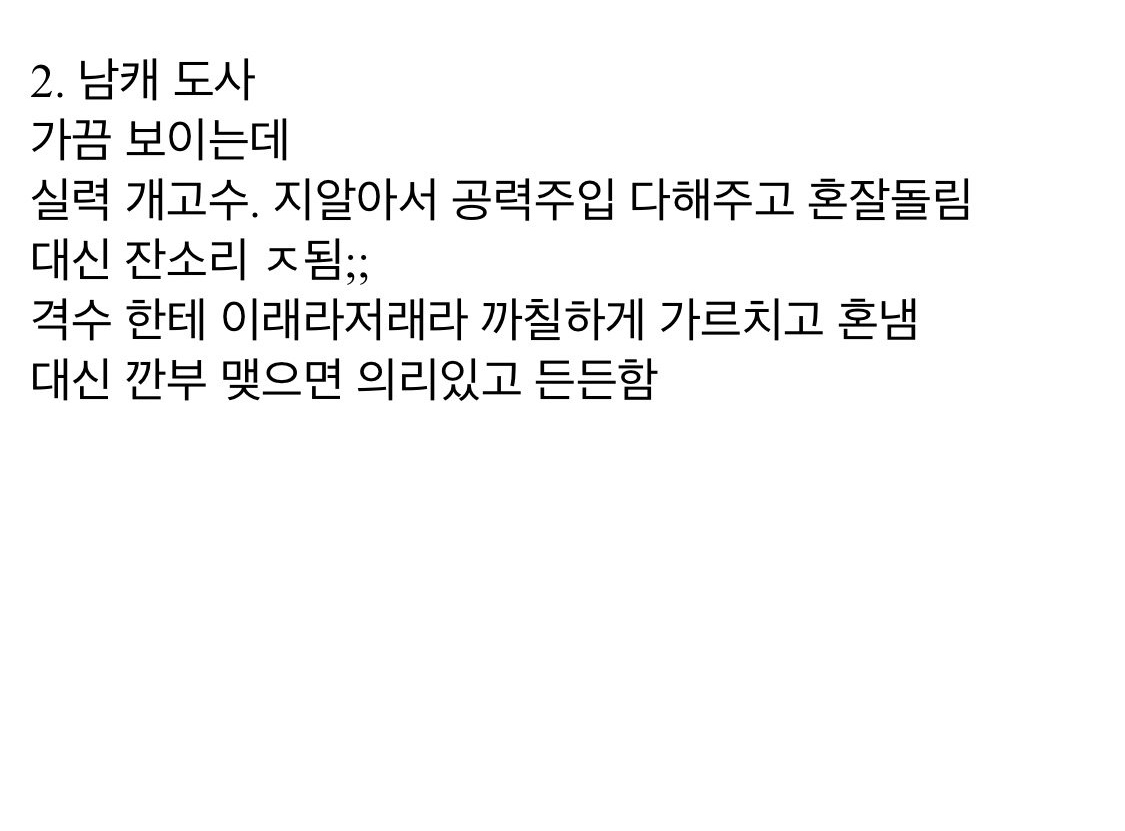 2. 남캐 도사
가끔 보이는데
실력 개고수. 지알아서 공력주입 다해주고 혼잘돌림
대신 잔소리 ㅈ됨;;
격수 한테 이래라저래라 까칠하게 가르치고 혼냄
대신 깐부 맺으면 의리있고 든든함